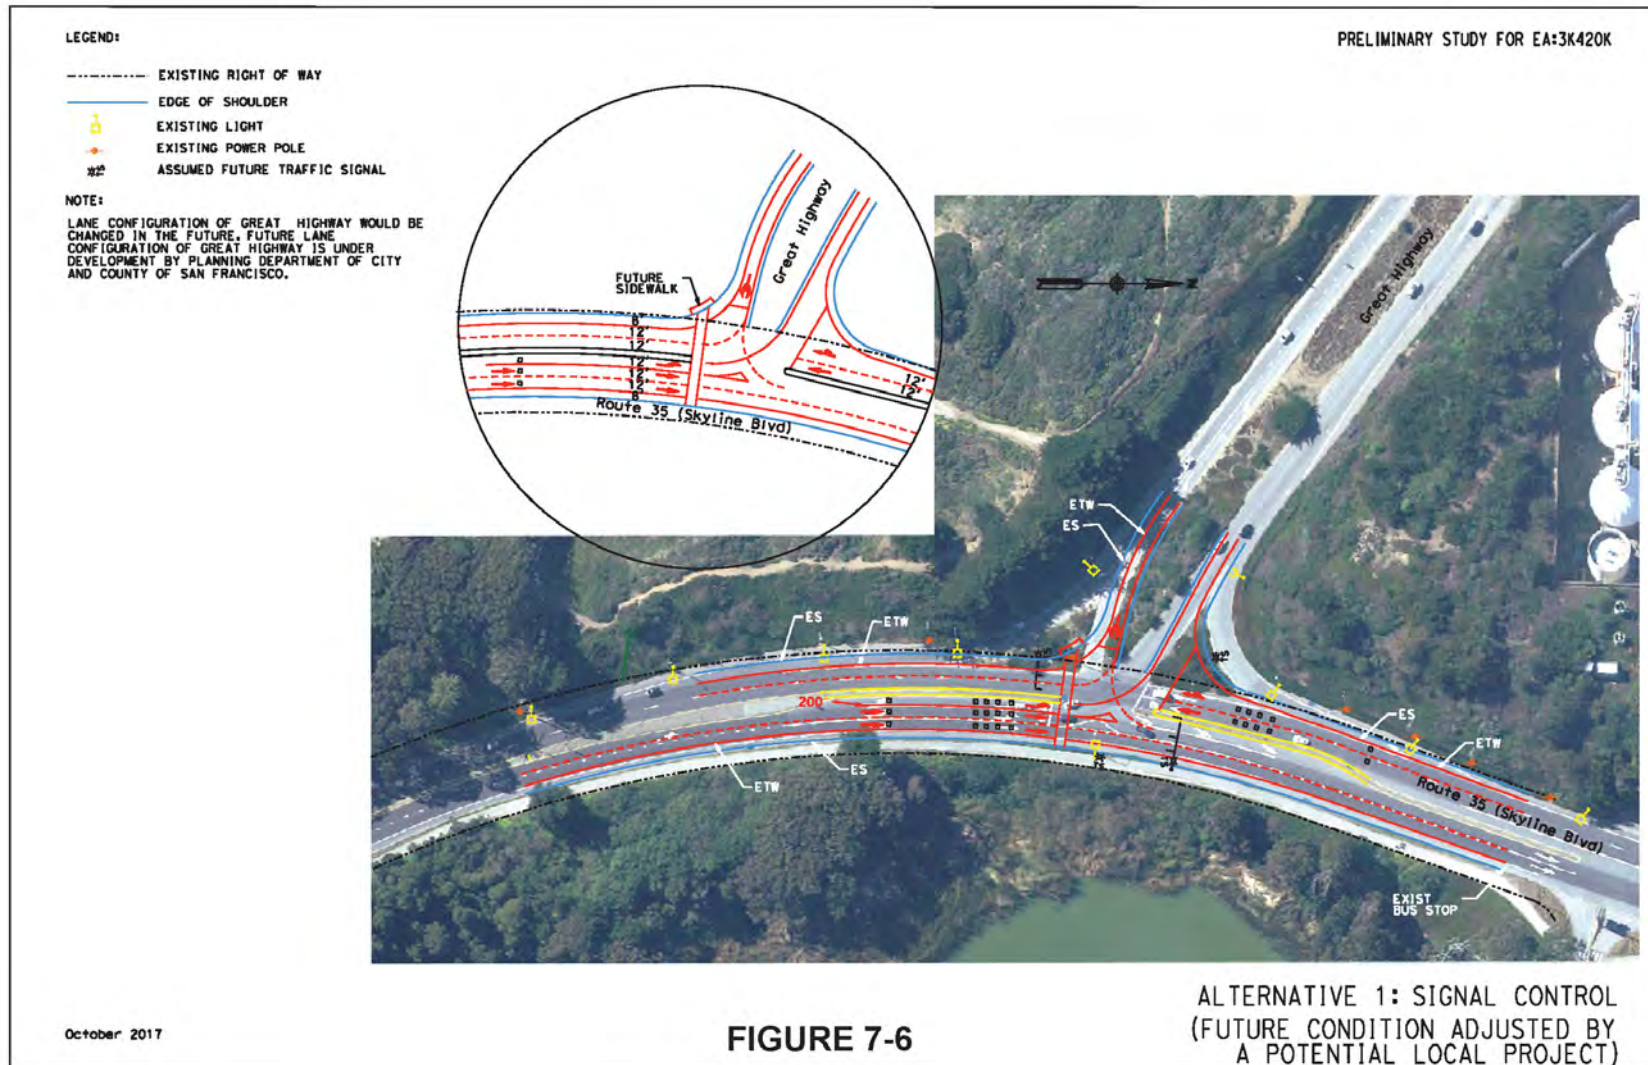 LEGEND:
PRELIMINARY STUDY FOR EA:3K420K
EXISTING RIGHT OF WAY
EDGE OF SHOULDER
EXISTING LIGHT
EXISTING POWER POLE
ASSUMED FUTURE TRAFFIC SIGNAL
NOTE:
LANE CONFIGURATION OF GREAT HIGHWAY WOULD BE
CHANGED IN THE FUTURE. FUTURE LANE
CONFIGURATION OF GREAT HIGHWAY IS UNDER
DEVELOPMENT BY PLANNING DEPARTMENT OF CITY
AND COUNTY OF SAN FRANCISCO.
Great Highway
FUTURE
SIDEWALK
8'
12'
12'
12'
12'
12'
8'
12'
12'
Route 35 (Skyline Blvd)
N
Great Highway
ETW
ES
ES
ETW
200
ETW
ES
ES
ETW
Route 35 (Skyline Blvd)
EXIST
BUS STOP
October 2017
FIGURE 7-6
ALTERNATIVE 1: SIGNAL CONTROL
(FUTURE CONDITION ADJUSTED BY
A POTENTIAL LOCAL PROJECT)